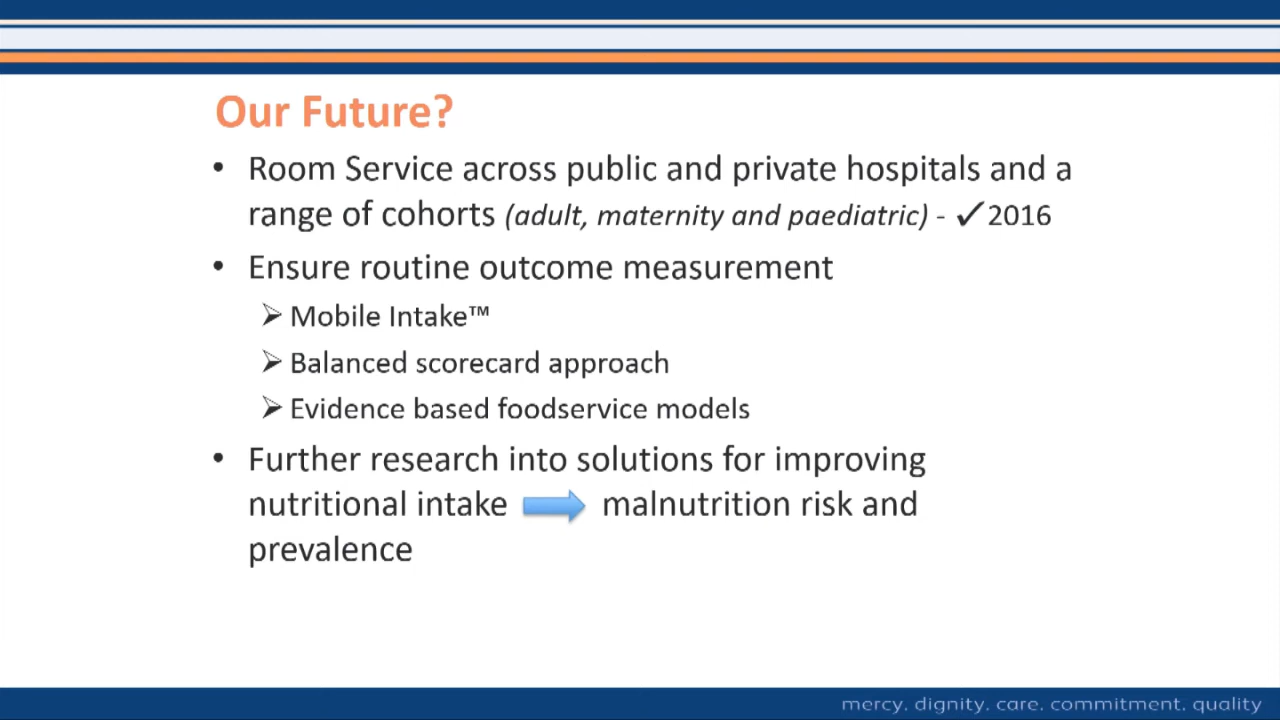 Our Future?
• Room Service across public and private hospitals and a
range of cohorts (adult, maternity and paediatric) - ✓2016
• Ensure routine outcome measurement
➢ Mobile Intake™
➢ Balanced scorecard approach
➢ Evidence based foodservice models
• Further research into solutions for improving
nutritional intake malnutrition risk and
prevalence
mercy. dignity. care. commitment. quality